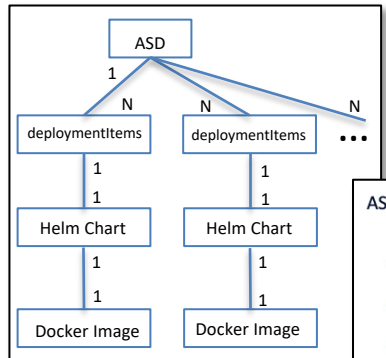 ASD
1
N N N
deploymentItems deploymentItems ...
1 1
1 1
Helm Chart Helm Chart
AS
1 1
1 1
Docker Image Docker Image